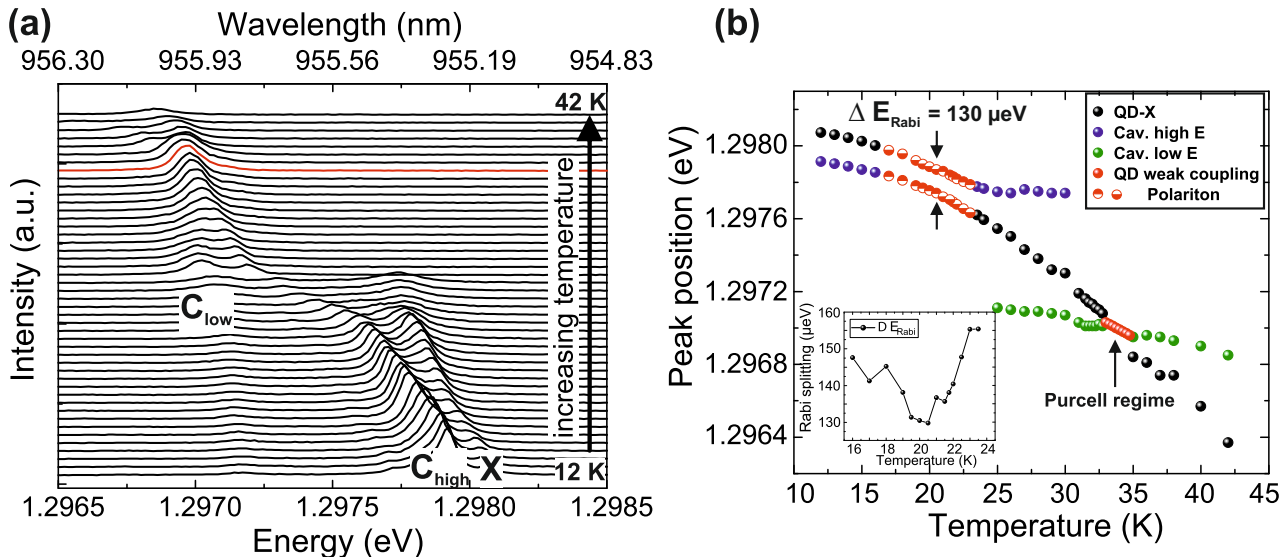 (a)
Wavelength (nm)
956.30 955.93 955.56 955.19 954.83
Intensity (a.u.)
42 K
increasing temperature
12 K
C_low
C_high X
1.2965 1.2970 1.2975 1.2980 1.2985
Energy (eV)
(b)
Peak position (eV)
1.2980
1.2976
1.2972
1.2968
1.2964
Δ E_Rabi = 130 µeV
QD-X
Cav. high E
Cav. low E
QD weak coupling
Polariton
Purcell regime
Rabi splitting (µeV)
160
150
140
130
D E_Rabi
16 18 20 22 24
Temperature (K)
10 15 20 25 30 35 40 45
Temperature (K)